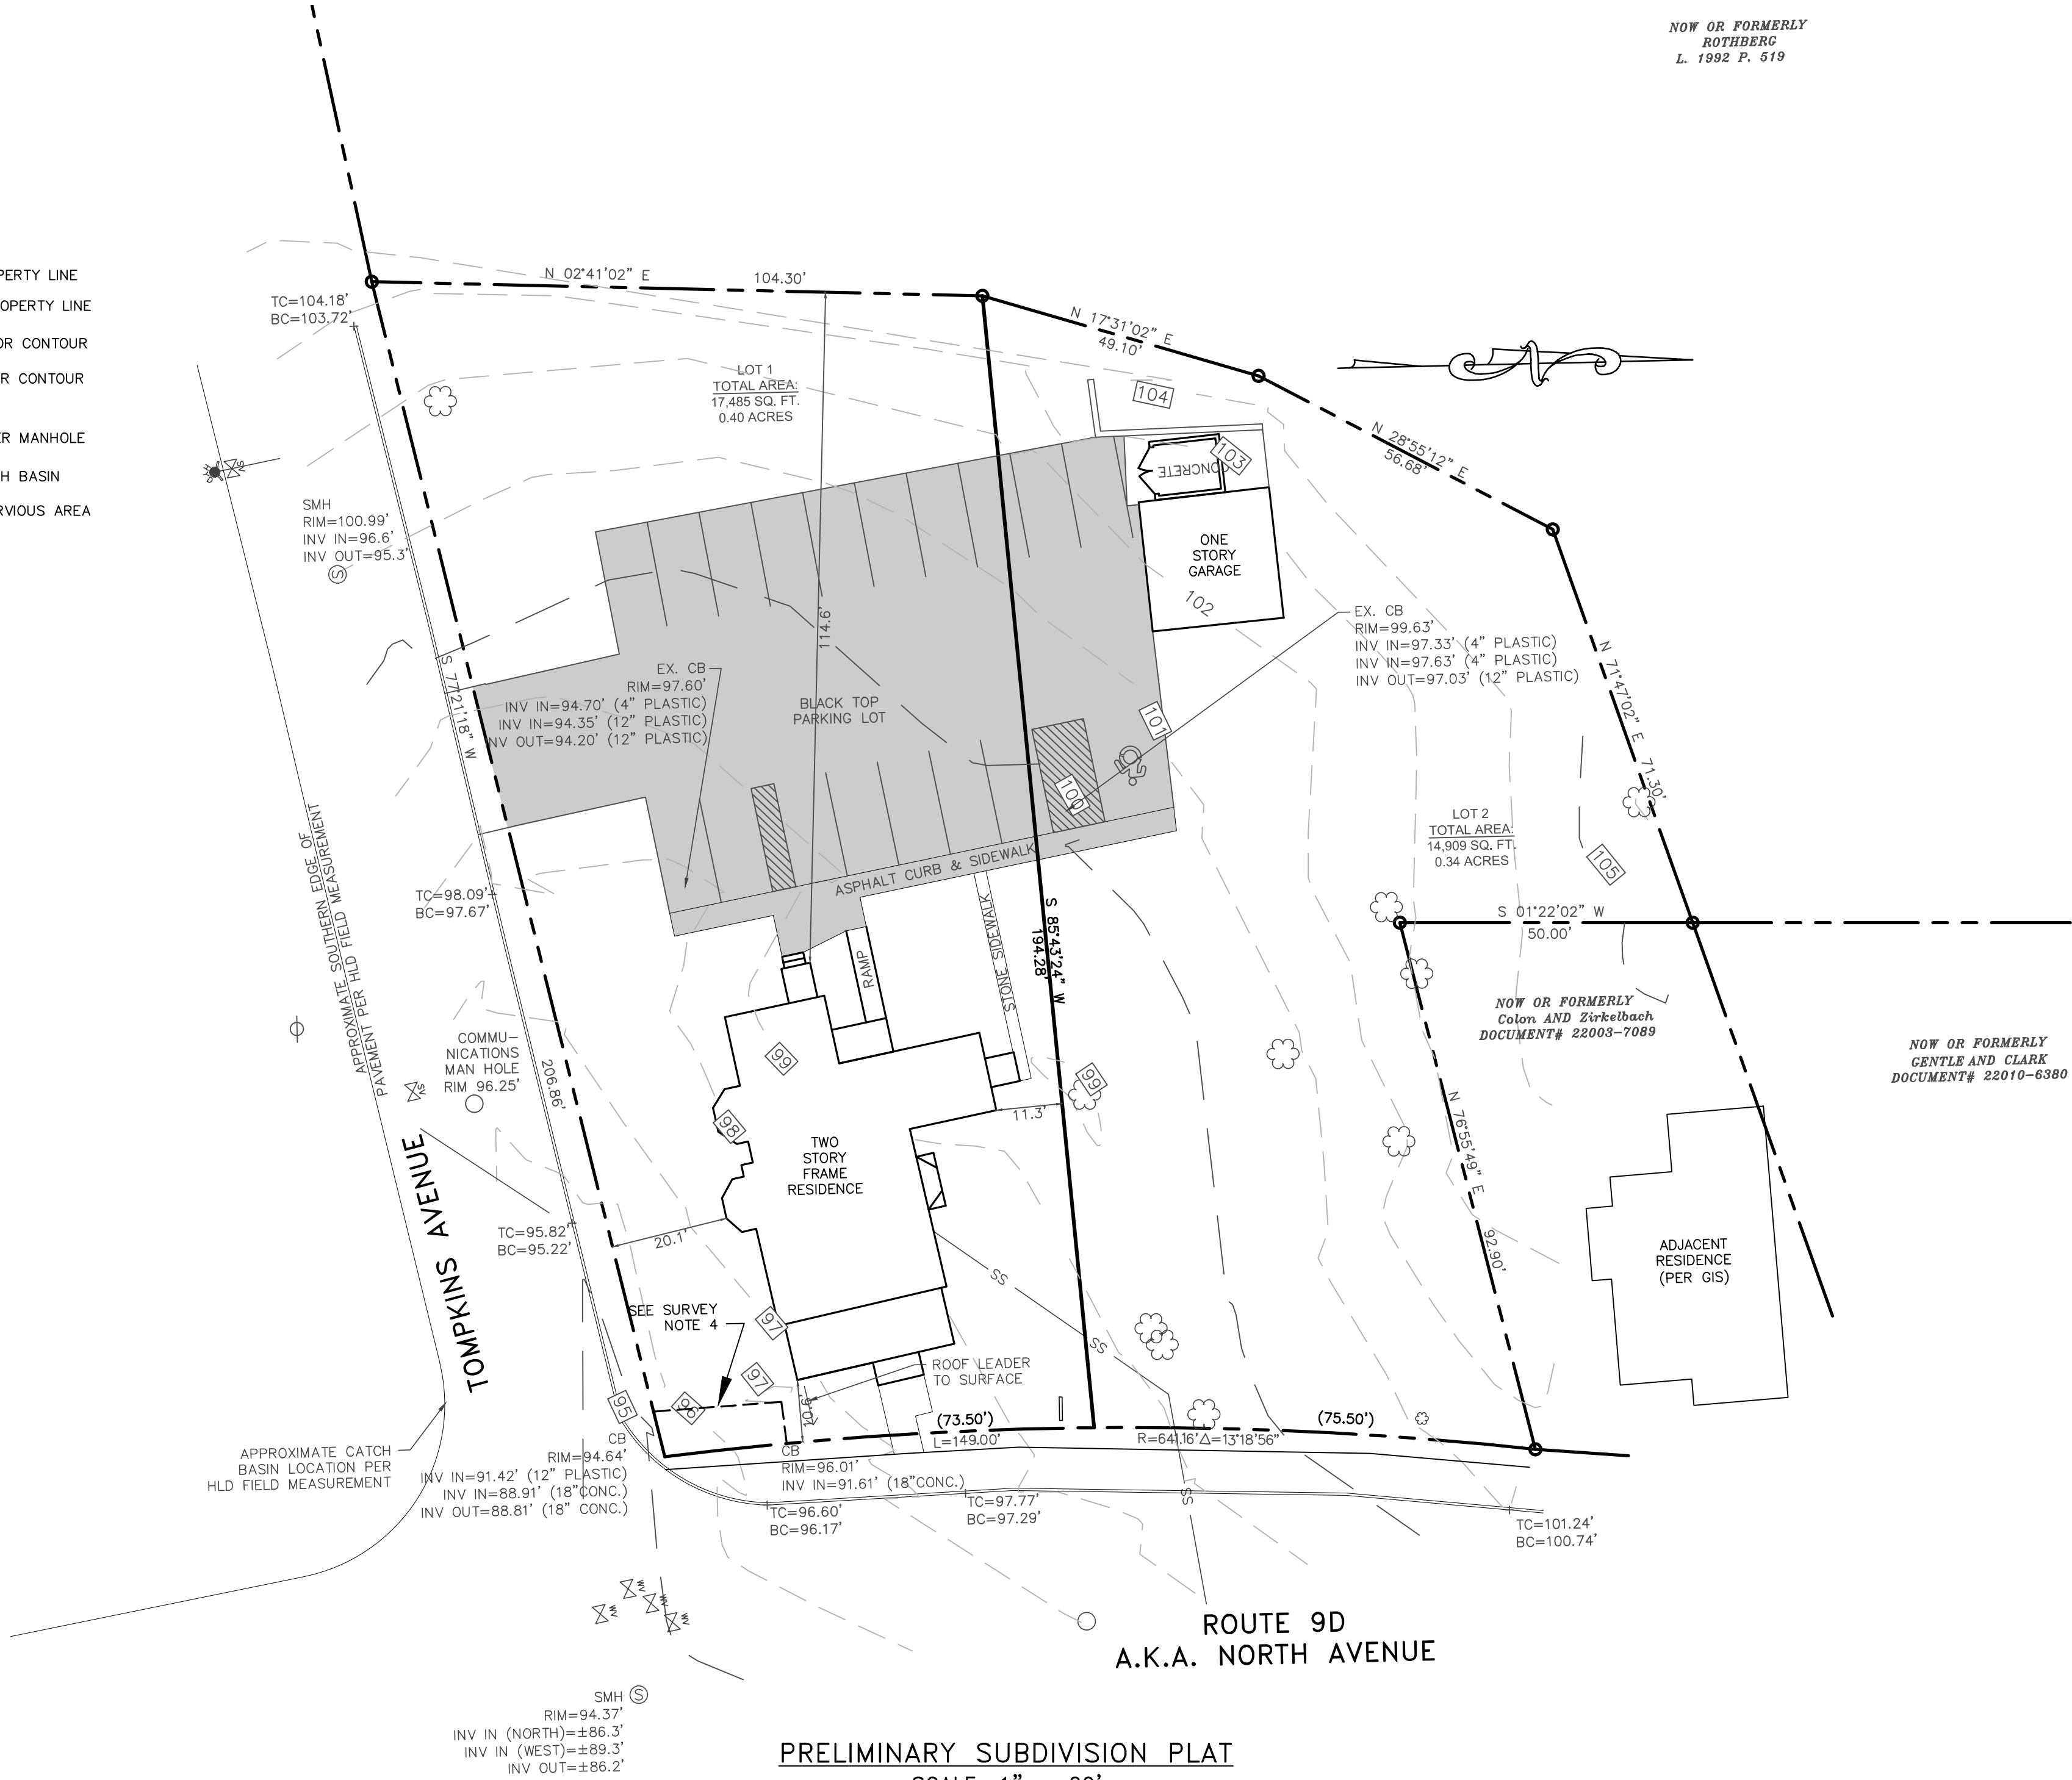 NOW OR FORMERLY
ROTHBERG
L. 1992 P. 519
PERTY LINE
OPERTY LINE
OR CONTOUR
R CONTOUR
ER MANHOLE
H BASIN
RVIOUS AREA
N 02°41'02" E
104.30'
TC=104.18'
BC=103.72'
N 17°31'02" E
49.10'
LOT 1
TOTAL AREA:
17,485 SQ. FT.
0.40 ACRES
104
N 28°55'12" E
56.68'
103
CONCRETE
SV
SMH
RIM=100.99'
INV IN=96.6'
INV OUT=95.3'
S
ONE
STORY
GARAGE
102
114.6'
EX. CB
RIM=99.63'
INV IN=97.33' (4" PLASTIC)
INV IN=97.63' (4" PLASTIC)
INV OUT=97.03' (12" PLASTIC)
N 71°47'02" E
71.30'
S 77°21'18" W
EX. CB
RIM=97.60'
INV IN=94.70' (4" PLASTIC)
INV IN=94.35' (12" PLASTIC)
NV OUT=94.20' (12" PLASTIC)
BLACK TOP
PARKING LOT
101
100
LOT 2
TOTAL AREA:
14,909 SQ. FT.
0.34 ACRES
105
ASPHALT CURB & SIDEWALK
APPROXIMATE SOUTHERN EDGE OF
PAVEMENT PER HLD FIELD MEASUREMENT
TC=98.09'
BC=97.67'
S 01°22'02" W
50.00'
RAMP
STONE SIDEWALK
S 85°43'24" W
194.28'
NOW OR FORMERLY
Colon AND Zirkelbach
DOCUMENT# 22003-7089
NOW OR FORMERLY
GENTLE AND CLARK
DOCUMENT# 22010-6380
COMMU-
NICATIONS
MAN HOLE
RIM 96.25'
SV
206.86'
99
99
98
11.3'
N 76°55'49" E
92.90'
TWO
STORY
FRAME
RESIDENCE
TOMPKINS AVENUE
TC=95.82'
BC=95.22'
20.1'
SS
SS
ADJACENT
RESIDENCE
(PER GIS)
SEE SURVEY
NOTE 4
97
97
96
95
ROOF LEADER
TO SURFACE
10.6'
(73.50')
L=149.00'
R=641.16' Δ=13°18'56"
(75.50')
APPROXIMATE CATCH
BASIN LOCATION PER
HLD FIELD MEASUREMENT
CB
RIM=94.64'
INV IN=91.42' (12" PLASTIC)
INV IN=88.91' (18"CONC.)
INV OUT=88.81' (18" CONC.)
CB
RIM=96.01'
INV IN=91.61' (18"CONC.)
TC=96.60'
BC=96.17'
TC=97.77'
BC=97.29'
SS
TC=101.24'
BC=100.74'
WV
WV
WV
WV
ROUTE 9D
A.K.A. NORTH AVENUE
SMH S
RIM=94.37'
INV IN (NORTH)=±86.3'
INV IN (WEST)=±89.3'
INV OUT=±86.2'
PRELIMINARY SUBDIVISION PLAT